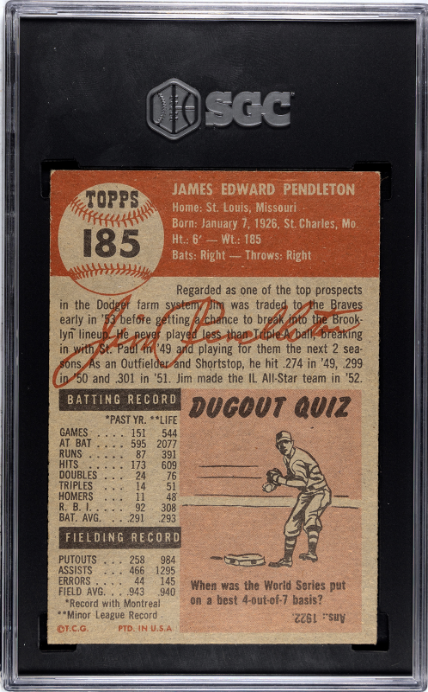 SGC
TOPPS
185
JAMES EDWARD PENDLETON
Home: St. Louis, Missouri
Born: January 7, 1926, St. Charles, Mo
Ht.: 6' — Wt.: 185
Bats: Right — Throws: Right
Regarded as one of the top prospects
in the Dodger farm system, Jim was traded to the Braves
early in '53 before getting a chance to break into the Brook-
lyn lineup. He never played less than Triple A ball, breaking
in with St. Paul in '49 and playing for them the next 2 sea-
sons. As an Outfielder and Shortstop, he hit .274 in '49, .299
in '50 and .301 in '51. Jim made the IL All-Star team in '52.
Jim Pendleton
BATTING RECORD
*PAST YR. **LIFE
GAMES .... 151 544
AT BAT .... 595 2077
RUNS .... 87 391
HITS .... 173 609
DOUBLES .. 24 76
TRIPLES ... 14 51
HOMERS ... 11 48
R. B. I. .... 92 308
BAT. AVG. ... .291 .293
FIELDING RECORD
PUTOUTS ... 258 984
ASSISTS ... 466 1295
ERRORS .... 44 145
FIELD AVG. .. .943 .940
*Record with Montreal
**Minor League Record
©T.C.G. PTD. IN U.S.A
DUGOUT QUIZ
When was the World Series put
on a best 4-out-of-7 basis?
Ans.: 1922.